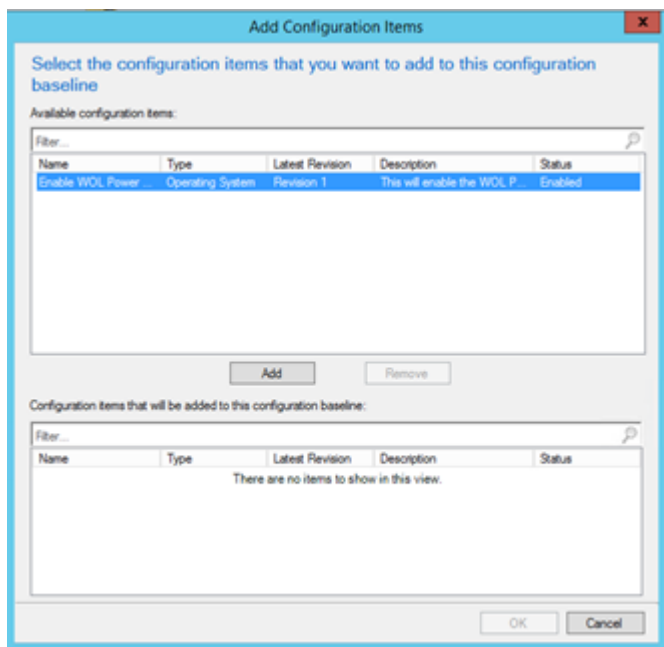 Add Configuration Items
x
Select the configuration items that you want to add to this configuration
baseline
Available configuration items:
Filter...
Name Type Latest Revision Description Status
Enable WOL Power ... Operating System Revision 1 This will enable the WOL P... Enabled
Add Remove
Configuration items that will be added to this configuration baseline:
Filter...
Name Type Latest Revision Description Status
There are no items to show in this view.
OK Cancel